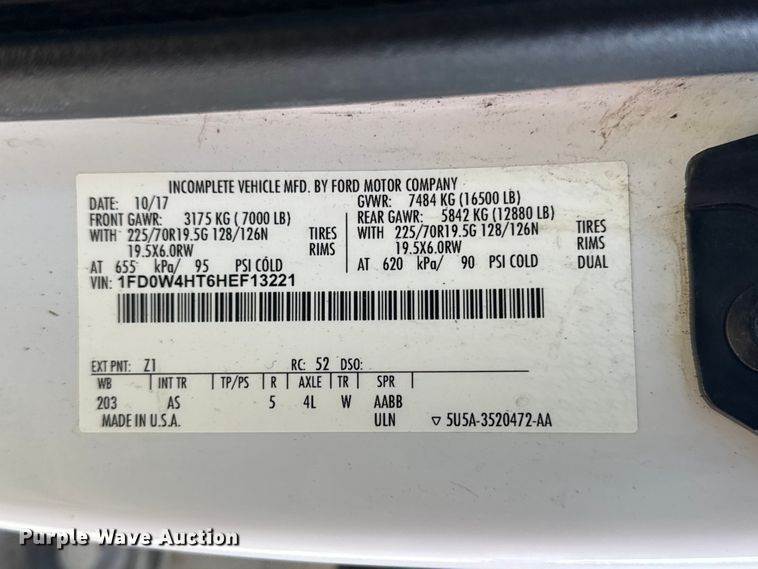 INCOMPLETE VEHICLE MFD. BY FORD MOTOR COMPANY
DATE: 10/17 GVWR: 7484 KG (16500 LB)
FRONT GAWR: 3175 KG ( 7000 LB) REAR GAWR: 5842 KG (12880 LB)
WITH 225/70R19.5G 128/126N TIRES WITH 225/70R19.5G 128/126N TIRES
19.5X6.0RW RIMS 19.5X6.0RW RIMS
AT 655 kPa/ 95 PSI COLD AT 620 kPa/ 90 PSI COLD DUAL
VIN: 1FD0W4HT6HEF13221
EXT PNT: Z1 RC: 52 DSO:
WB INT TR TP/PS R AXLE TR SPR
203 AS 5 4L W AABB
MADE IN U.S.A. ULN ▽ 5U5A-3520472-AA
Purple Wave Auction®